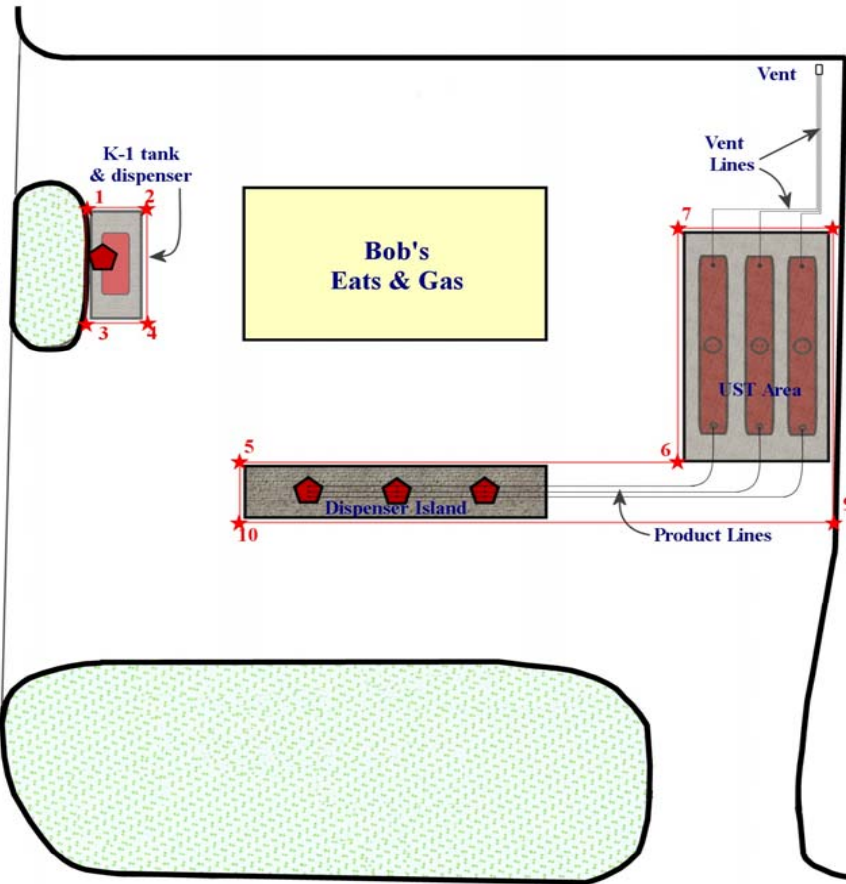 Vent
Vent
Lines
K-1 tank
& dispenser
1
2
7
Bob's
Eats & Gas
3
4
UST Area
5
6
Dispenser Island
9
10
Product Lines